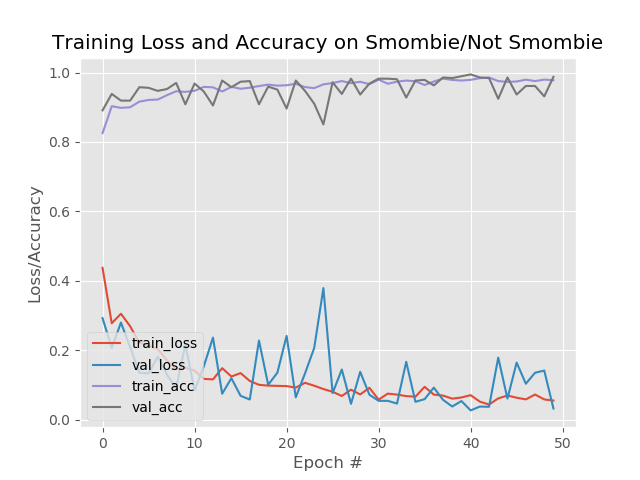 Training Loss and Accuracy on Smombie/Not Smombie
1.0
0.8
0.6
0.4
0.2
0.0
Loss/Accuracy
train_loss
val_loss
train_acc
val_acc
0
10
20
30
40
50
Epoch #